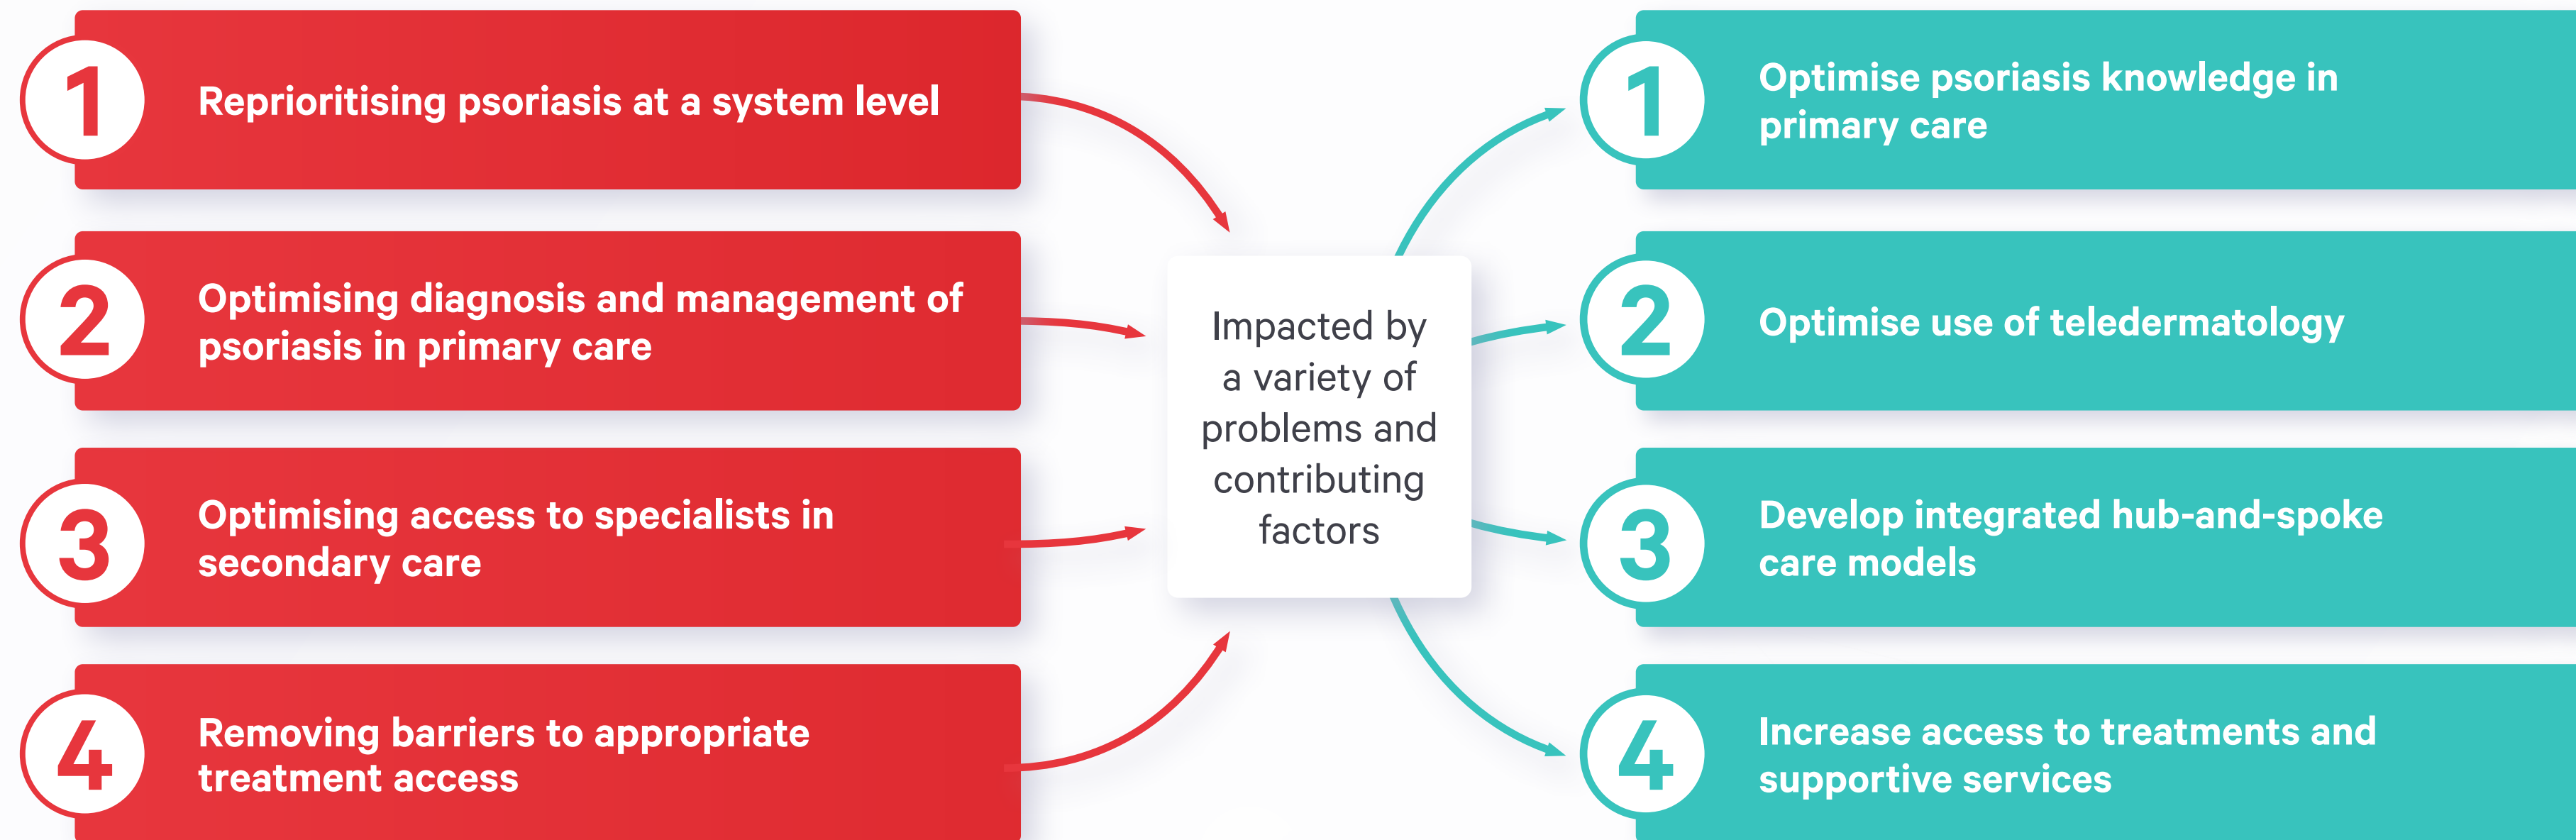 1
Reprioritising psoriasis at a system level
2
Optimising diagnosis and management of
psoriasis in primary care
3
Optimising access to specialists in
secondary care
4
Removing barriers to appropriate
treatment access
Impacted by
a variety of
problems and
contributing
factors
1
Optimise psoriasis knowledge in
primary care
2
Optimise use of teledermatology
3
Develop integrated hub-and-spoke
care models
4
Increase access to treatments and
supportive services